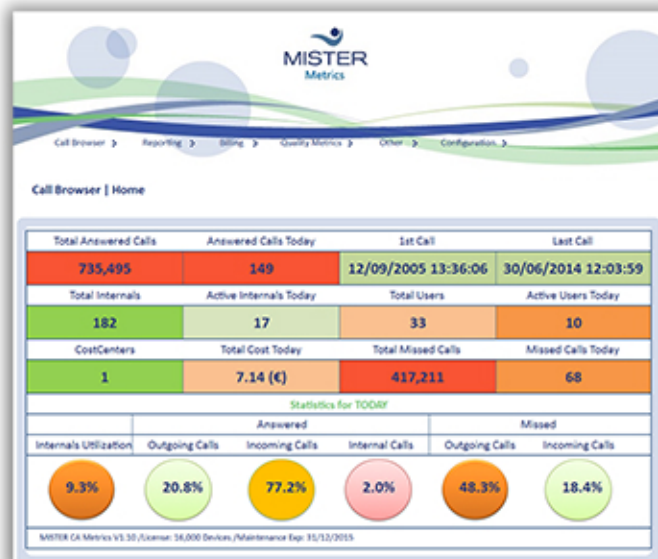 MISTER
Metrics
Call Browser Reporting Billing Quality Metrics Other Configuration
Call Browser | Home
Total Answered Calls Answered Calls Today 1st Call Last Call
735,495 149 12/09/2005 13:36:06 30/06/2014 12:03:59
Total Internals Active Internals Today Total Users Active Users Today
182 17 33 10
CostCenters Total Cost Today Total Missed Calls Missed Calls Today
1 7.14 (€) 417,211 68
Statistics for TODAY
Answered Missed
Internals Utilization Outgoing Calls Incoming Calls Internal Calls Outgoing Calls Incoming Calls
9.3% 20.8% 77.2% 2.0% 48.3% 18.4%
MISTER CA Metrics V1.10 /License: 16,000 Devices /Maintenance Exp: 31/12/2015